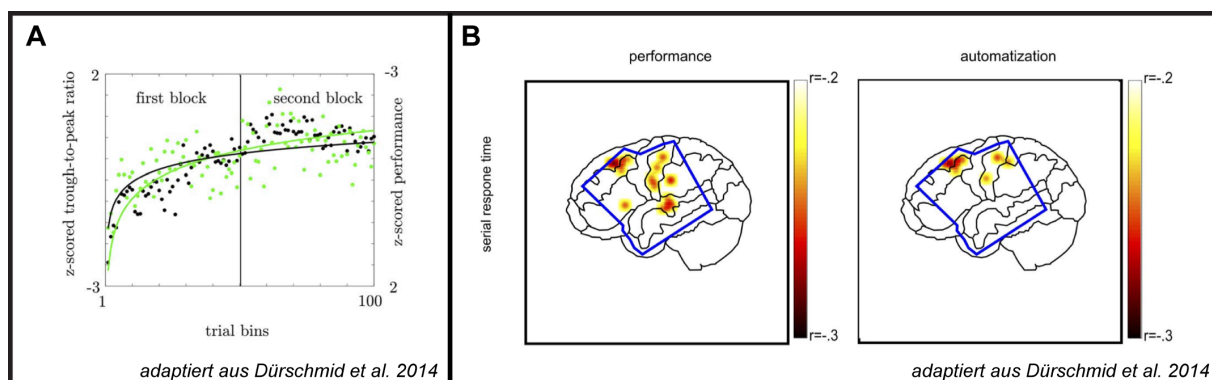 A
2
-3
z-scored trough-to-peak ratio
first block
second block
-3
2
z-scored performance
1
100
trial bins
adaptiert aus Dürschmid et al. 2014
B
performance
automatization
serial respone time
r=-.2
r=-.3
r=-.2
r=-.3
adaptiert aus Dürschmid et al. 2014